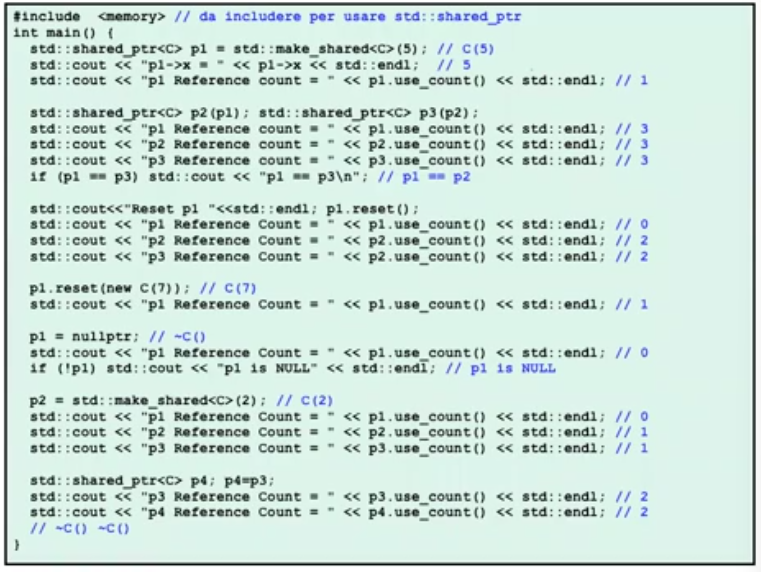 #include  <memory> // da includere per usare std::shared_ptr
int main() {
  std::shared_ptr<C> p1 = std::make_shared<C>(5); // C(5)
  std::cout << "p1->x = " << p1->x << std::endl;  // 5
  std::cout << "p1 Reference count = " << p1.use_count() << std::endl; // 1

  std::shared_ptr<C> p2(p1); std::shared_ptr<C> p3(p2);
  std::cout << "p1 Reference count = " << p1.use_count() << std::endl; // 3
  std::cout << "p2 Reference count = " << p2.use_count() << std::endl; // 3
  std::cout << "p3 Reference count = " << p3.use_count() << std::endl; // 3
  if (p1 == p3) std::cout << "p1 == p3\n"; // p1 == p2

  std::cout<<"Reset p1 "<<std::endl; p1.reset();
  std::cout << "p1 Reference Count = " << p1.use_count() << std::endl; // 0
  std::cout << "p2 Reference Count = " << p2.use_count() << std::endl; // 2
  std::cout << "p3 Reference Count = " << p2.use_count() << std::endl; // 2

  p1.reset(new C(7)); // C(7)
  std::cout << "p1 Reference Count = " << p1.use_count() << std::endl; // 1

  p1 = nullptr; // ~C()
  std::cout << "p1 Reference Count = " << p1.use_count() << std::endl; // 0
  if (!p1) std::cout << "p1 is NULL" << std::endl; // p1 is NULL

  p2 = std::make_shared<C>(2); // C(2)
  std::cout << "p1 Reference Count = " << p1.use_count() << std::endl; // 0
  std::cout << "p2 Reference Count = " << p2.use_count() << std::endl; // 1
  std::cout << "p3 Reference Count = " << p3.use_count() << std::endl; // 1

  std::shared_ptr<C> p4; p4=p3;
  std::cout << "p3 Reference Count = " << p3.use_count() << std::endl; // 2
  std::cout << "p4 Reference Count = " << p4.use_count() << std::endl; // 2
  // ~C() ~C()
}